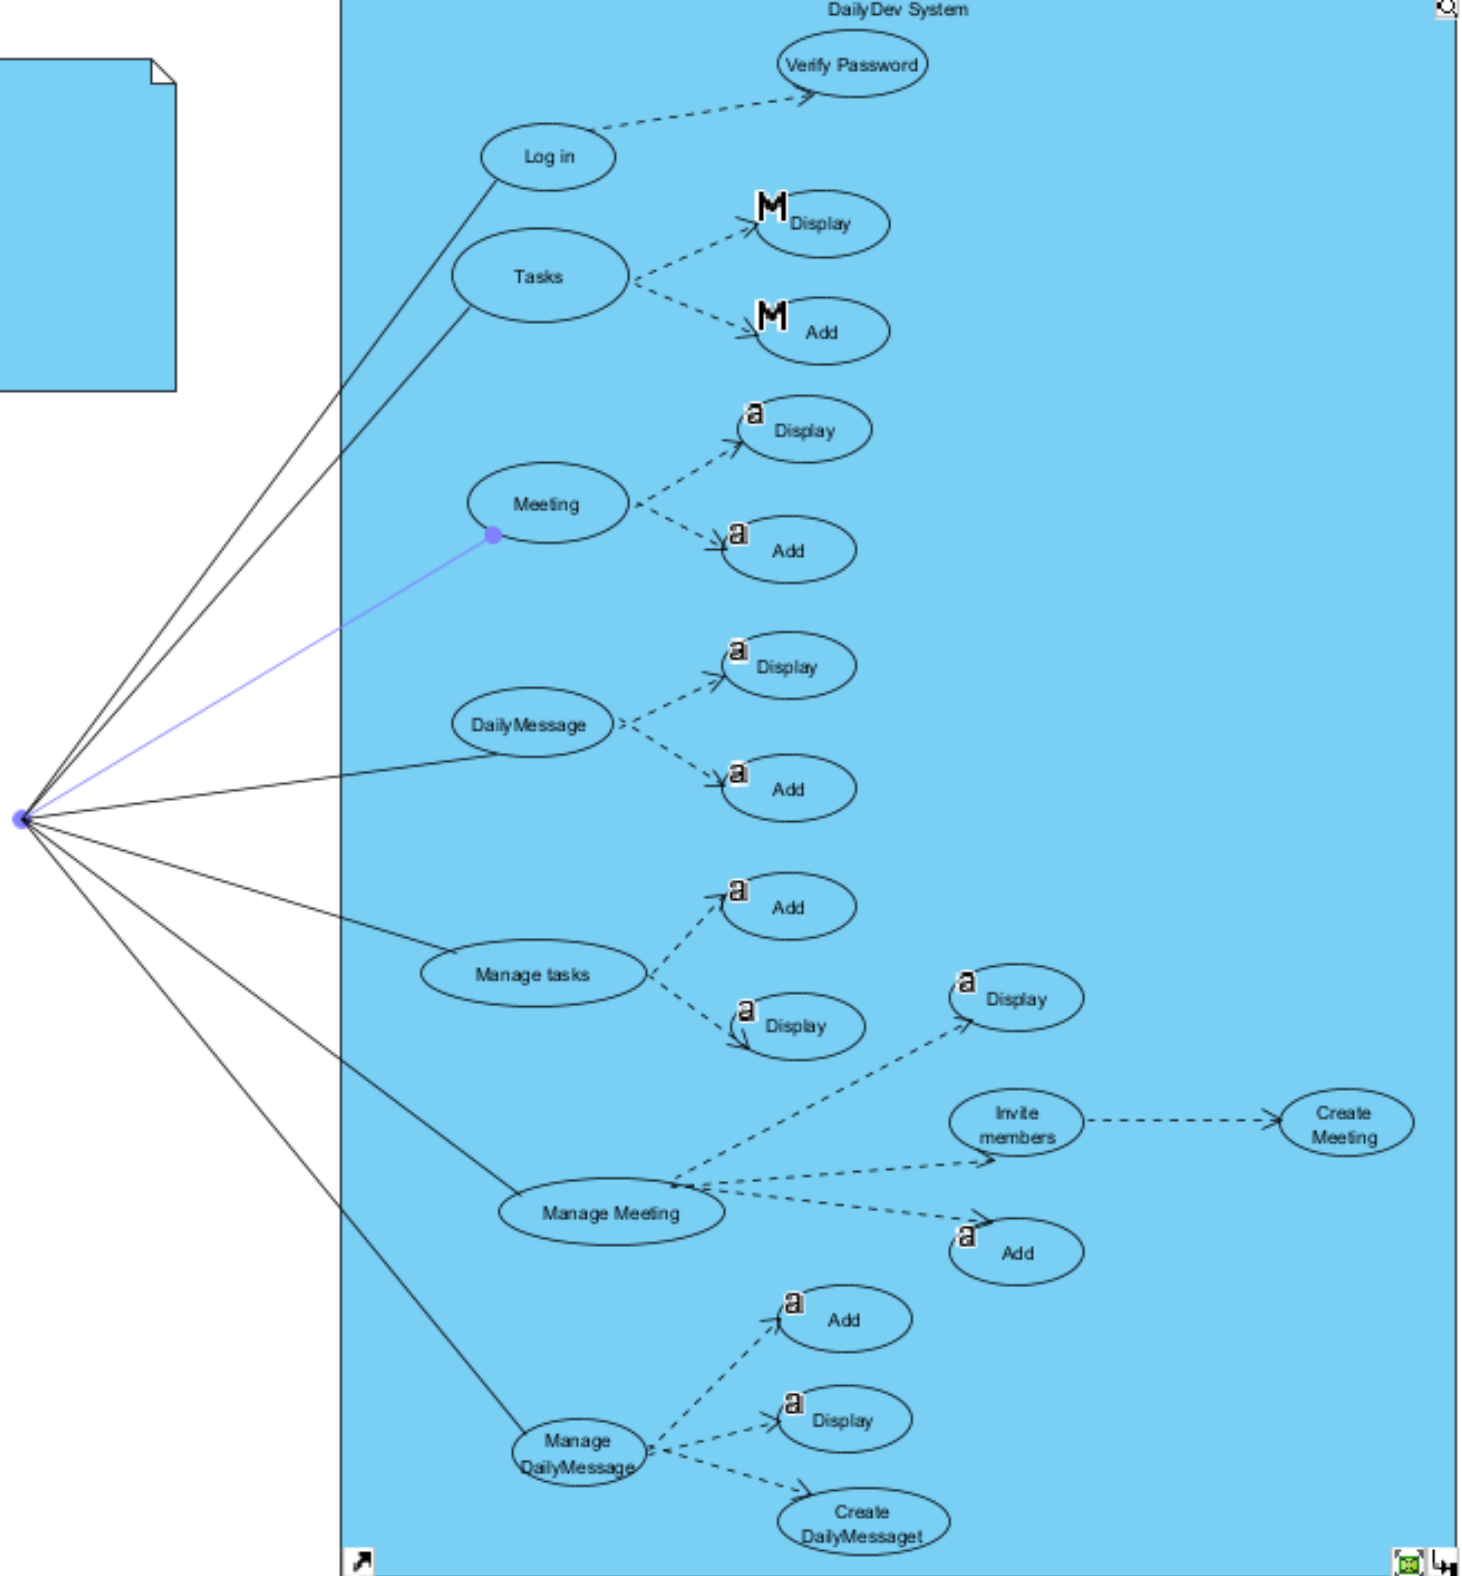 DailyDev System
Verify Password
Log in
M
Display
Tasks
M
Add
a
Display
Meeting
a
Add
a
Display
DailyMessage
a
Add
a
Add
Manage tasks
a
Display
a
Display
Invite
members
Create
Meeting
Manage Meeting
a
Add
a
Add
a
Display
Manage
DailyMessage
Create
DailyMessaget